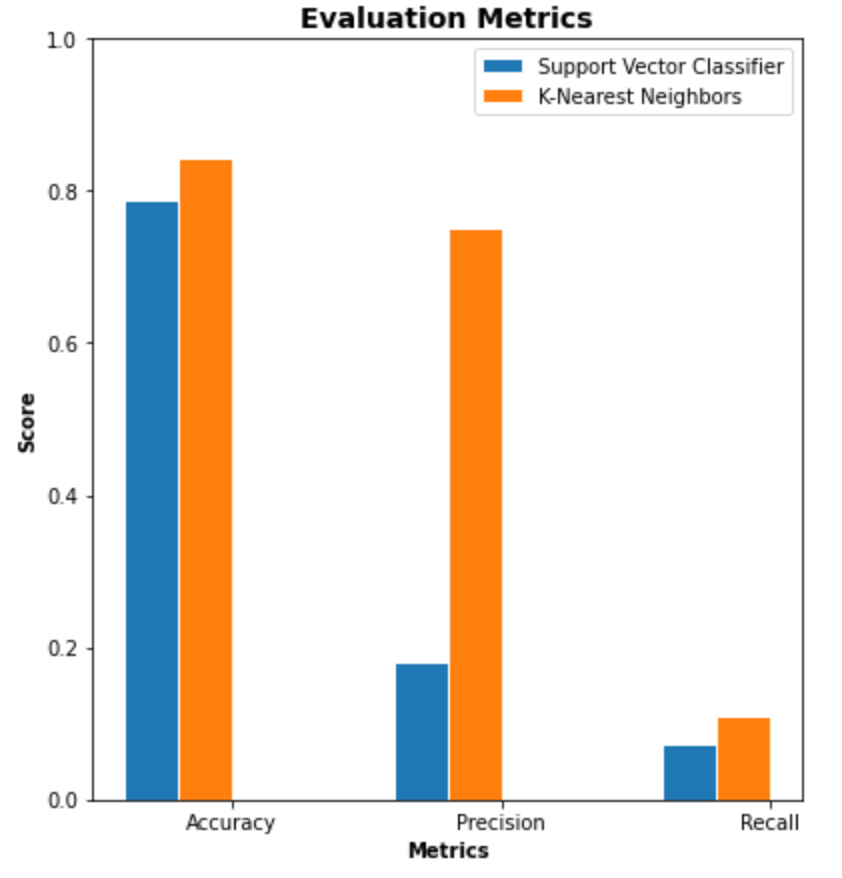 Evaluation Metrics
Support Vector Classifier
K-Nearest Neighbors
1.0
0.8
0.6
0.4
0.2
0.0
Score
Accuracy Precision Recall
Metrics